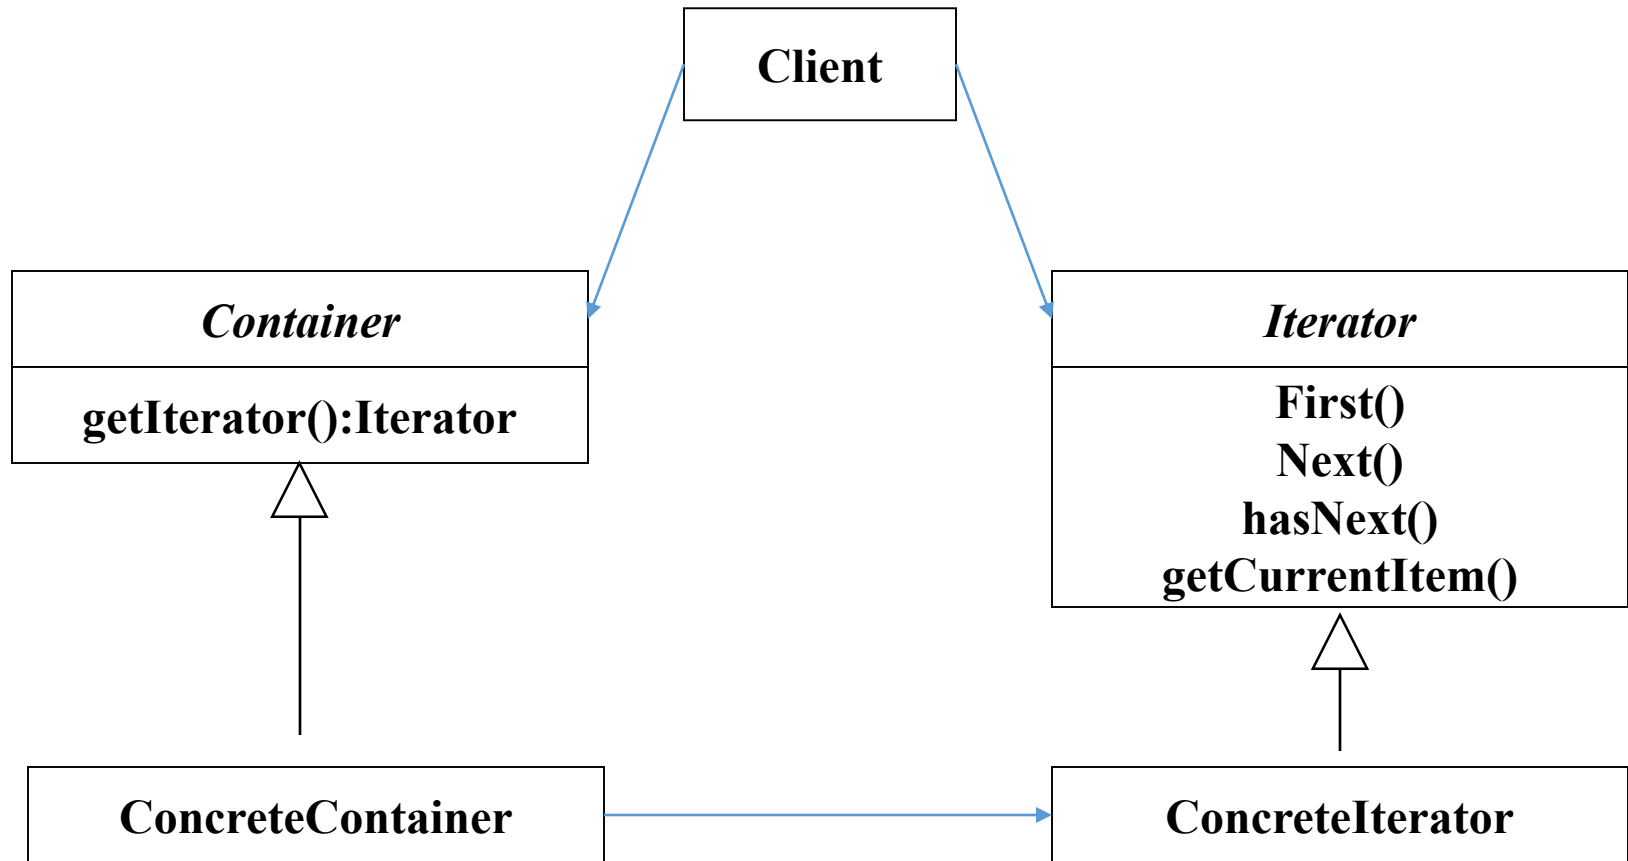 Client
Container
getIterator():Iterator
Iterator
First()
Next()
hasNext()
getCurrentItem()
ConcreteContainer
ConcreteIterator